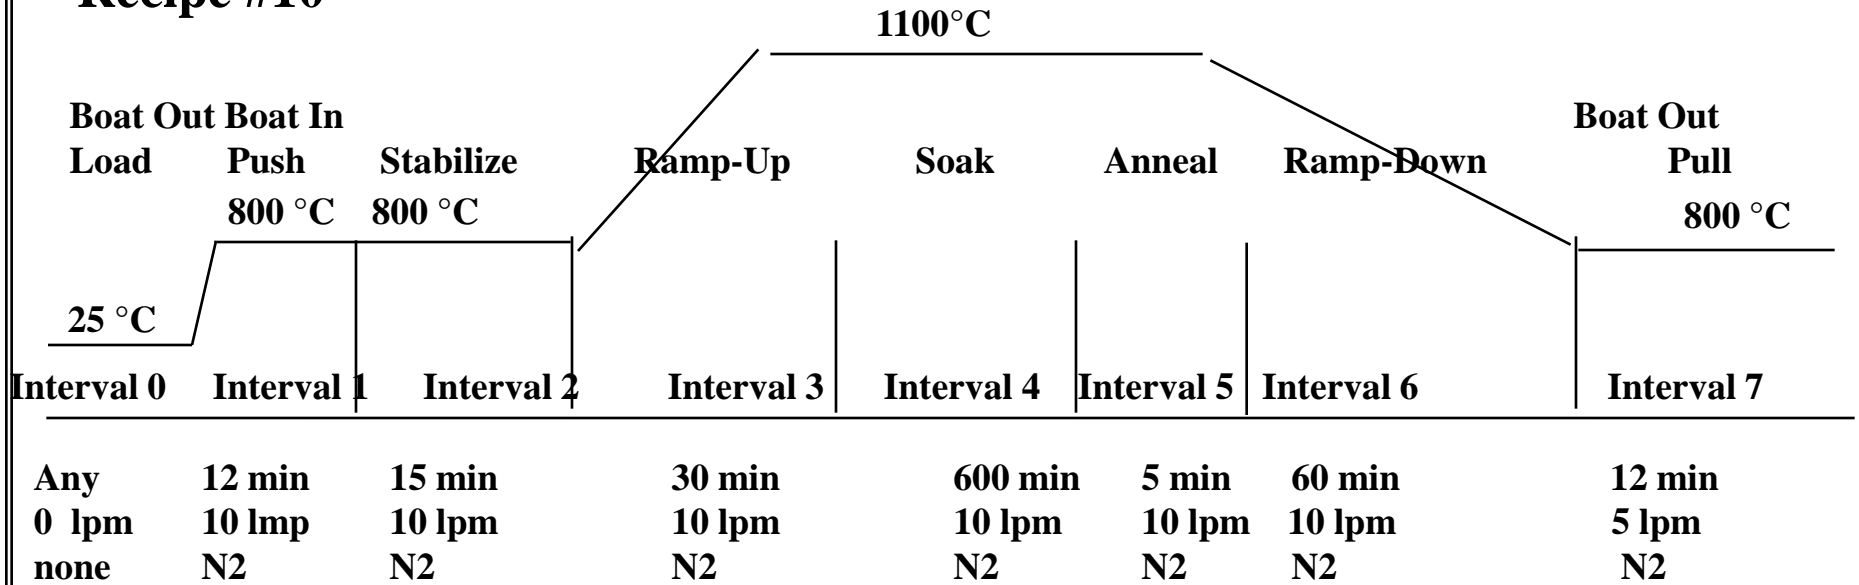 Recipe #10
1100°C
Boat Out Boat In Boat Out
Load Push Stabilize Ramp-Up Soak Anneal Ramp-Down Pull
800 °C 800 °C 800 °C
25 °C
Interval 0 Interval 1 Interval 2 Interval 3 Interval 4 Interval 5 Interval 6 Interval 7
Any 12 min 15 min 30 min 600 min 5 min 60 min 12 min
0 lpm 10 lmp 10 lpm 10 lpm 10 lpm 10 lpm 10 lpm 5 lpm
none N2 N2 N2 N2 N2 N2 N2